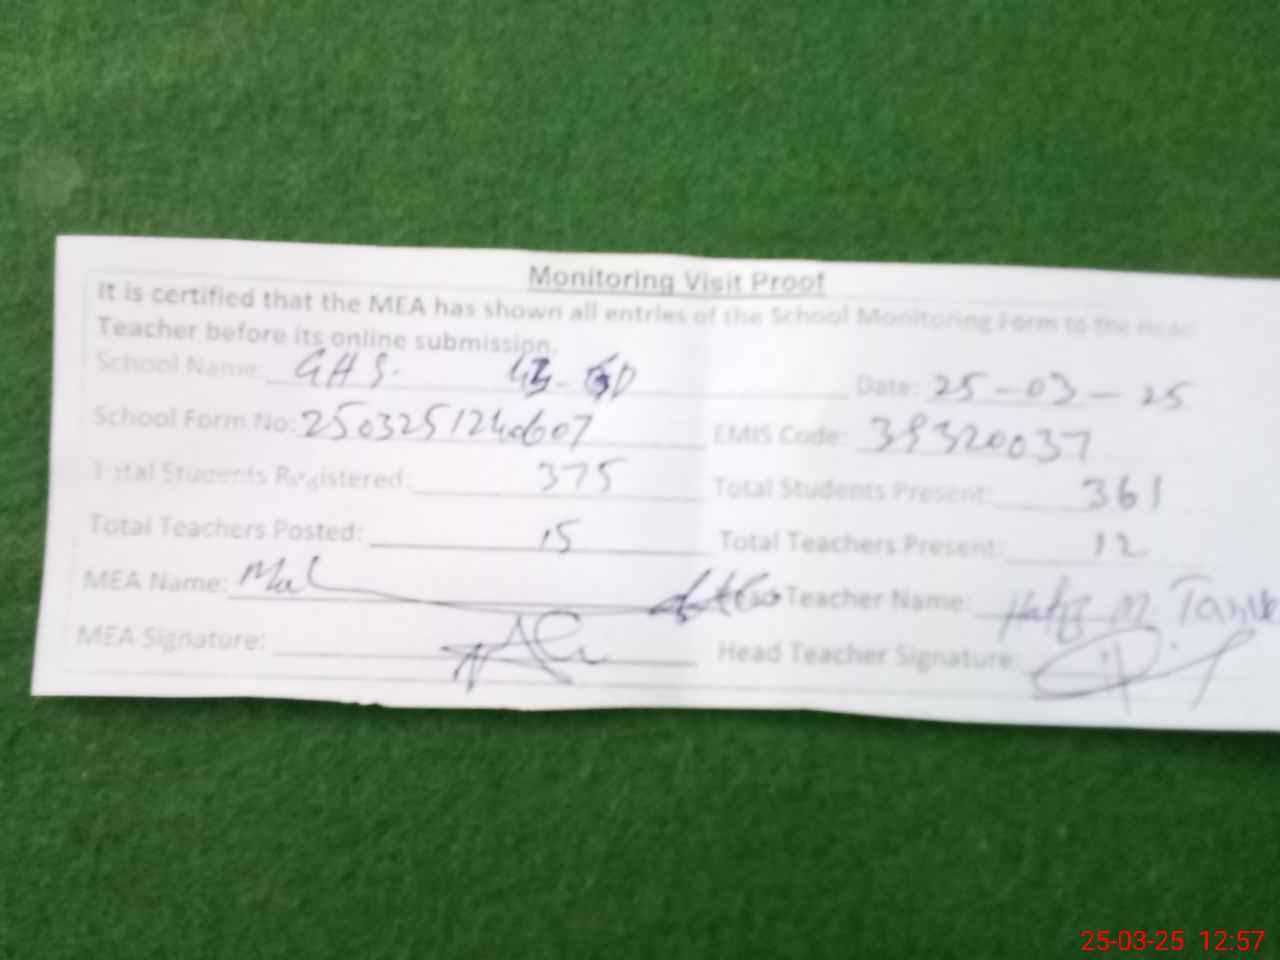 Monitoring Visit Proof
It is certified that the MEA has shown all entries of the School Monitoring Form to the Head
Teacher before its online submission.
School Name: GHS. Date: 25-03-25
School Form No: EMIS Code: 39320037
Total Students Registered: 375 Total Students Present: 361
Total Teachers Posted: 15 Total Teachers Present: 12
MEA Name: Teacher Name: M.
MEA Signature: Head Teacher Signature:
25-03-25 12:57